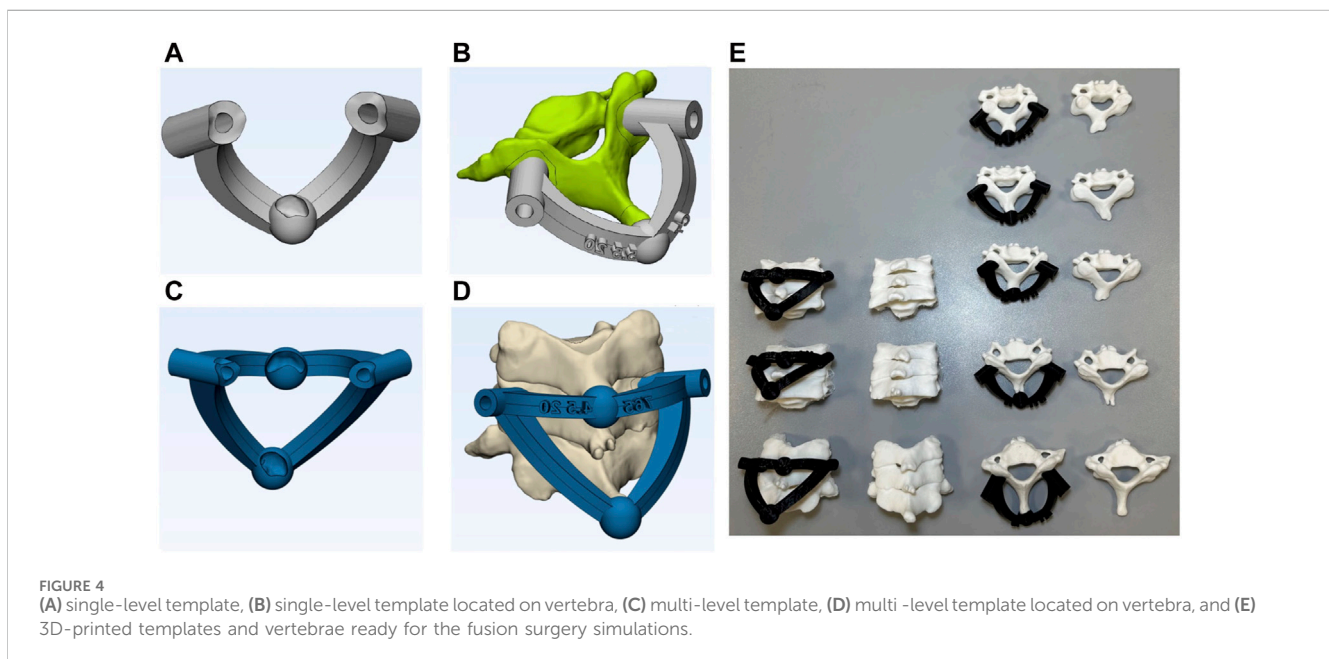 A
B
E
C
D
FIGURE 4
(A) single-level template, (B) single-level template located on vertebra, (C) multi-level template, (D) multi -level template located on vertebra, and (E)
3D-printed templates and vertebrae ready for the fusion surgery simulations.